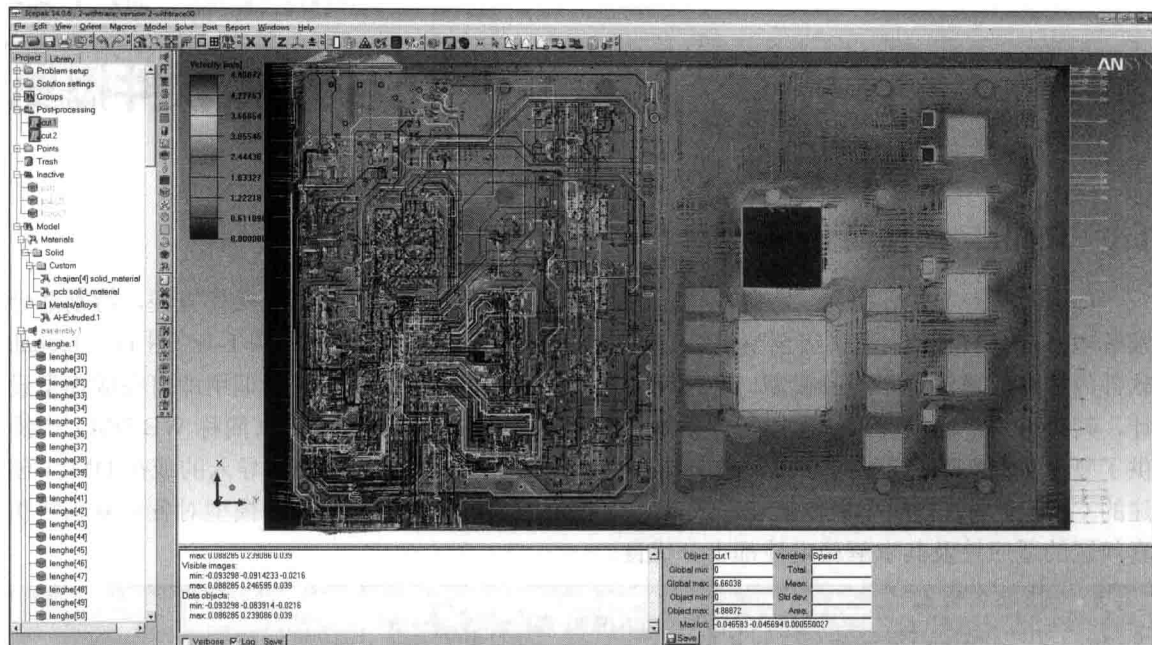 Icepak 14.0.6 : 2-withtrace, version 2-withtrace00
File Edit View Orient Macros Model Solve Post Report Windows Help
Project Library
Problem setup
Solution settings
Groups
Post-processing
cut.1
cut.2
Points
Trash
Inactive
Model
Materials
Solid
Custom
chajian[4] solid_material
pcb solid_material
Metals/alloys
Al-Extruded.1
assembly.1
lenghe.1
lenghe[30]
lenghe[31]
lenghe[32]
lenghe[33]
lenghe[34]
lenghe[35]
lenghe[36]
lenghe[37]
lenghe[38]
lenghe[39]
lenghe[40]
lenghe[41]
lenghe[42]
lenghe[43]
lenghe[44]
lenghe[45]
lenghe[46]
lenghe[47]
lenghe[48]
lenghe[49]
lenghe[50]
Velocity [m/s]
4.88872
4.27763
3.66654
3.05545
2.44436
1.83327
1.22218
AN
X
Y
Z
max: 0.088285 0.239086 0.039
Visible images:
min: -0.093298 -0.0914233 -0.0216
max: 0.088285 0.246595 0.039
Data objects:
min: -0.093298 -0.083914 -0.0216
max: 0.088285 0.239086 0.039
Verbose Log Save
Object: cut.1 Variable: Speed
Global min: 0 Total:
Global max: 6.66038 Mean:
Object min: 0 Std dev:
Object max: 4.88872 Area:
Max loc: -0.046583 -0.045694 0.000550027
Save